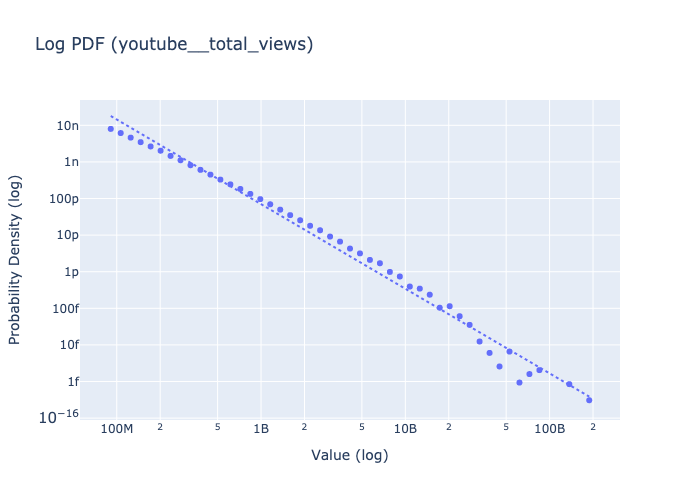 Log PDF (youtube__total_views)
Probability Density (log)
10n
1n
100p
10p
1p
100f
10f
1f
10−16
100M 2 5 1B 2 5 10B 2 5 100B 2
Value (log)